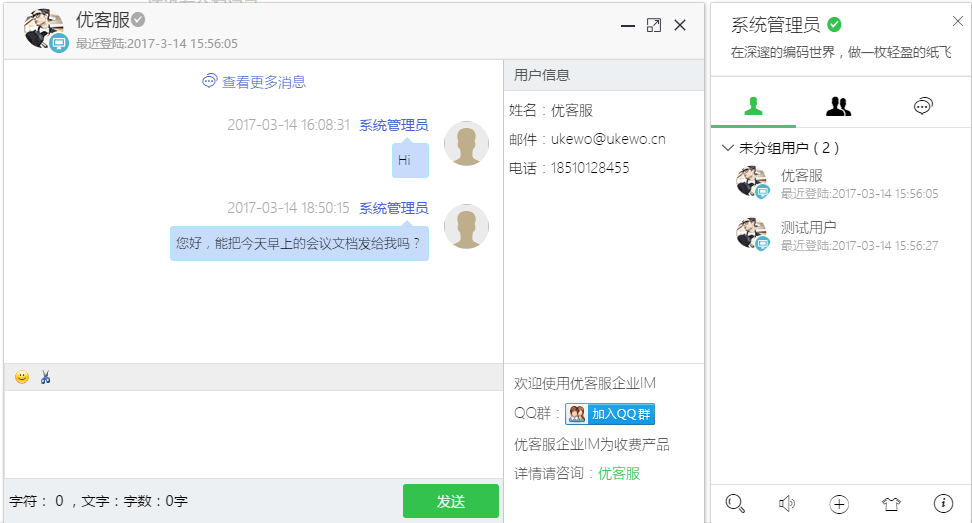 优客服
最近登陆:2017-3-14 15:56:05
查看更多消息
2017-03-14 16:08:31 系统管理员
Hi
2017-03-14 18:50:15 系统管理员
您好，能把今天早上的会议文档发给我吗？
字符： 0 ，文字：字数：0字
发送
用户信息
姓名：优客服
邮件：ukewo@ukewo.cn
电话：18510128455
欢迎使用优客服企业IM
QQ群： 加入QQ群
优客服企业IM为收费产品
详情请咨询：优客服
系统管理员
在深邃的编码世界，做一枚轻盈的纸飞
未分组用户 ( 2 )
优客服
最近登陆:2017-03-14 15:56:05
测试用户
最近登陆:2017-03-14 15:56:27